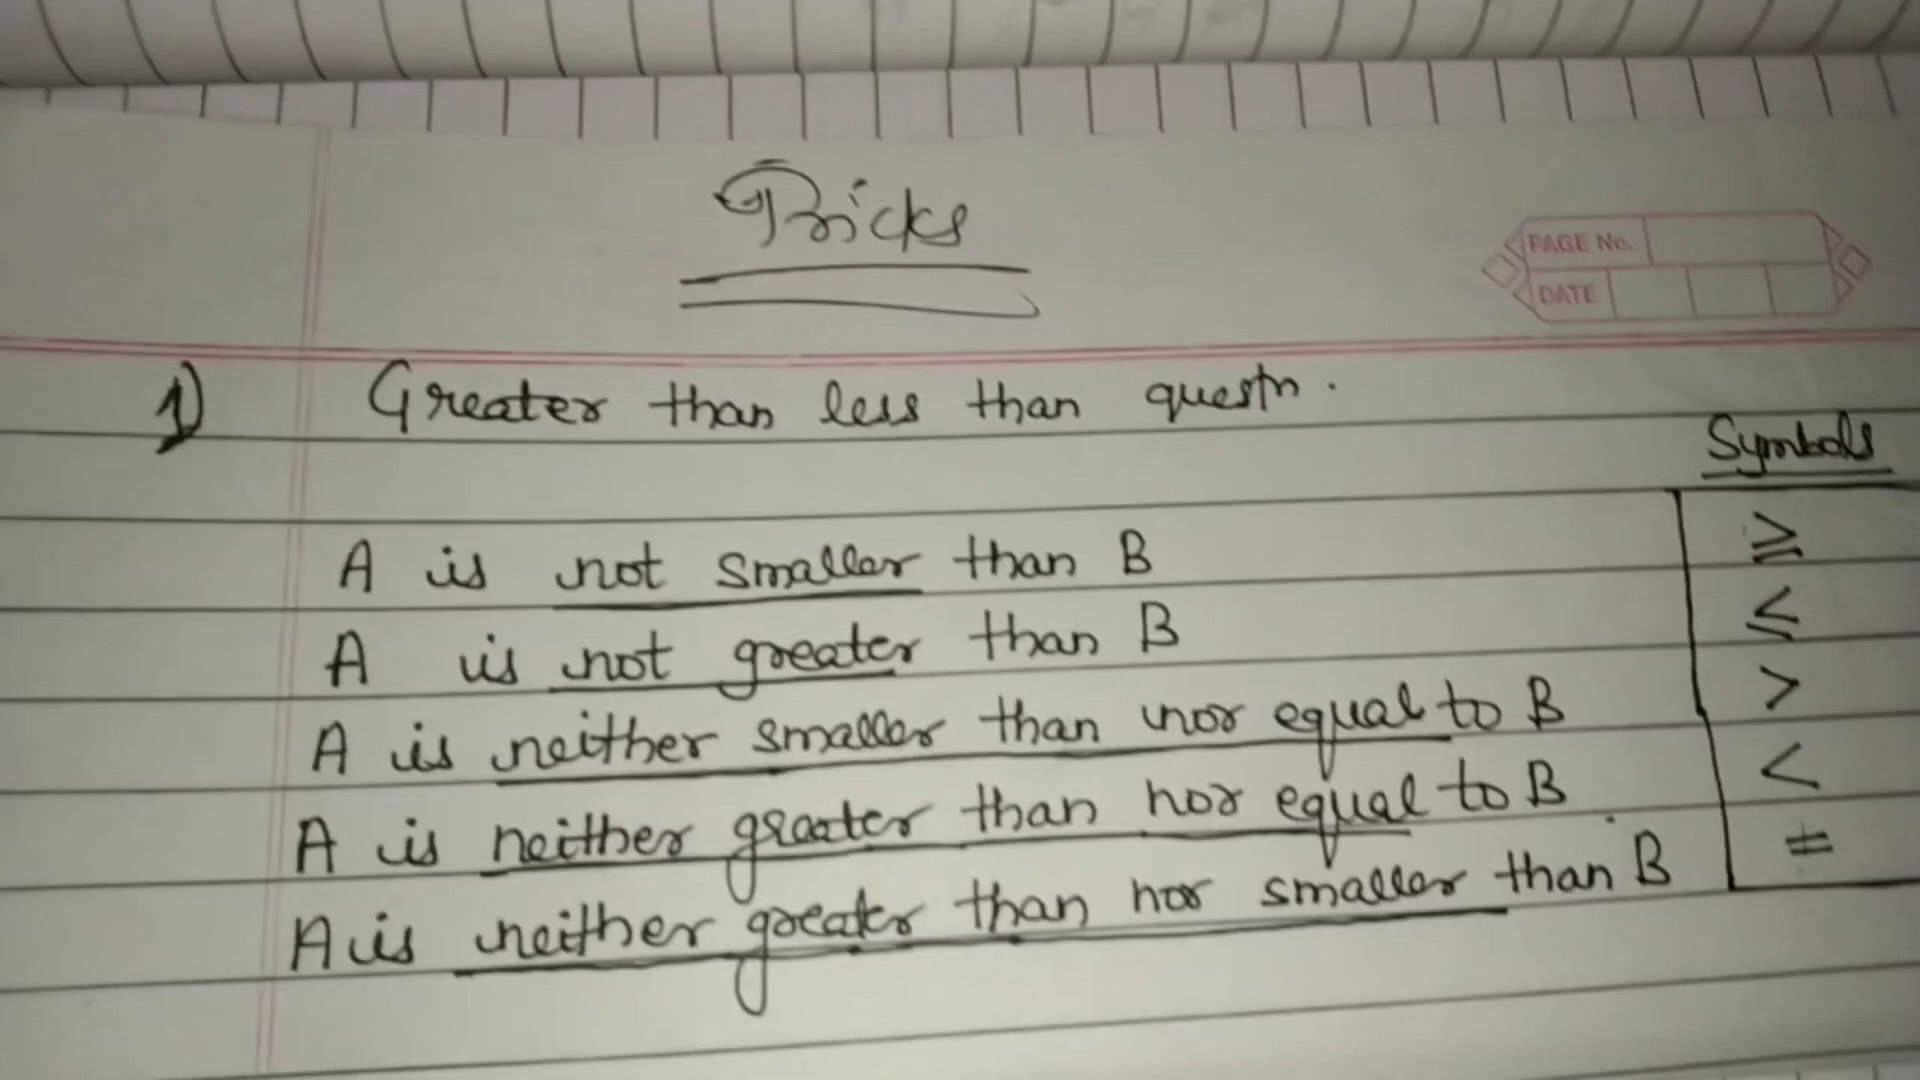 Tricks
PAGE No.
DATE
1) Greater than less than questn.
Symbols
A is not smaller than B ≥
A is not greater than B ≤
A is neither smaller than nor equal to B >
A is neither greater than nor equal to B <
A is neither greater than nor smaller than B ≠